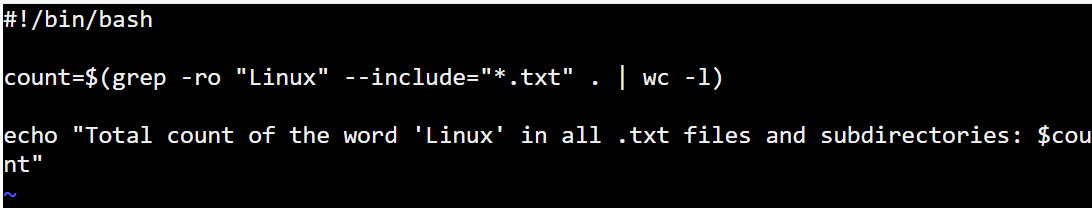 #!/bin/bash
count=$(grep -ro "Linux" --include="*.txt" . | wc -l)
echo "Total count of the word 'Linux' in all .txt files and subdirectories: $cou
nt"
~